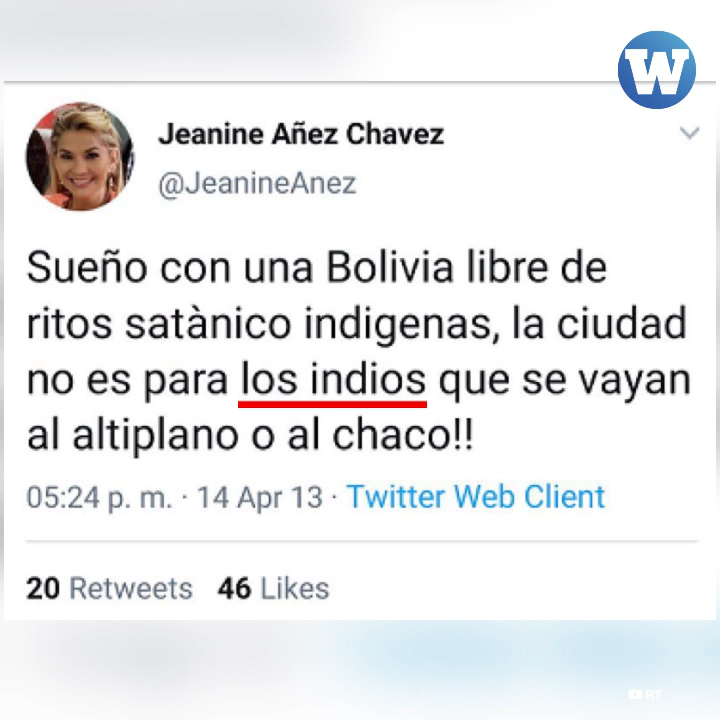 W
Jeanine Añez Chavez
@JeanineAnez
Sueño con una Bolivia libre de
ritos satànico indigenas, la ciudad
no es para los indios que se vayan
al altiplano o al chaco!!
05:24 p. m. · 14 Apr 13 · Twitter Web Client
20 Retweets 46 Likes
RT